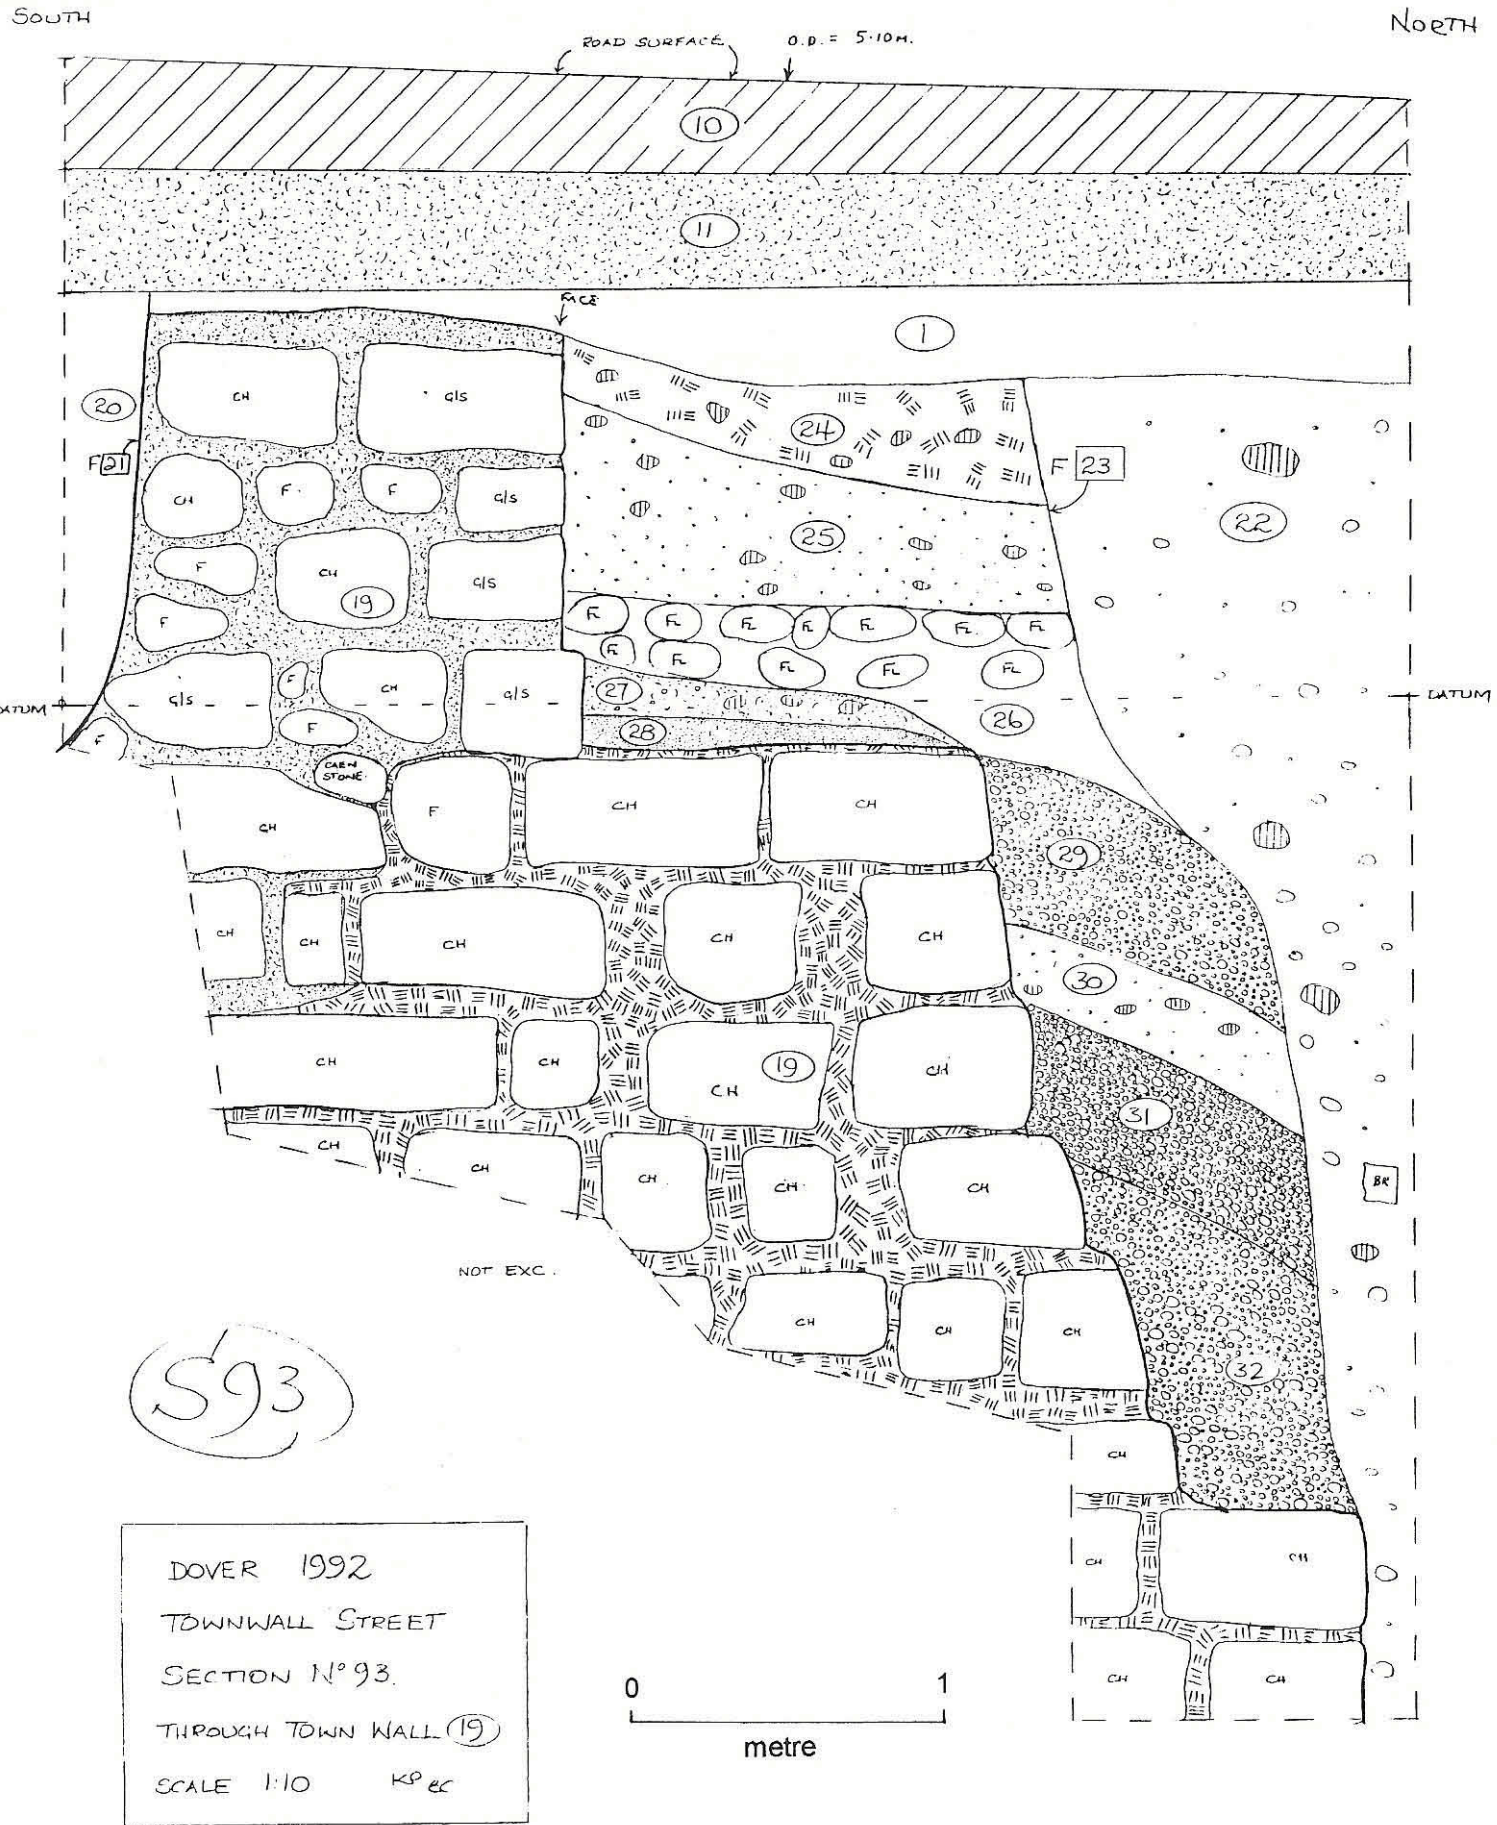 SOUTH
NORTH
ROAD SURFACE
O.D. = 5.10M.
10
11
FACE
1
20
CH
G/S
24
F 21
F 23
CH
F
F
G/S
22
25
F
CH
19
G/S
F
FL
FL
FL
FL
FL
FL
FL
FL
FL
FL
FL
FL
G/S
F
CH
G/S
27
DATUM
DATUM
26
F
F
28
CAEN
STONE
CH
F
CH
CH
29
CH
CH
CH
CH
CH
30
CH
CH
CH
19
CH
31
CH
CH
CH
CH
CH
BR
NOT EXC.
CH
CH
CH
32
S93
CH
CH
CH
CH
CH
DOVER 1992
TOWNWALL STREET
SECTION Nº 93.
THROUGH TOWN WALL 19
SCALE 1:10
0 1
metre